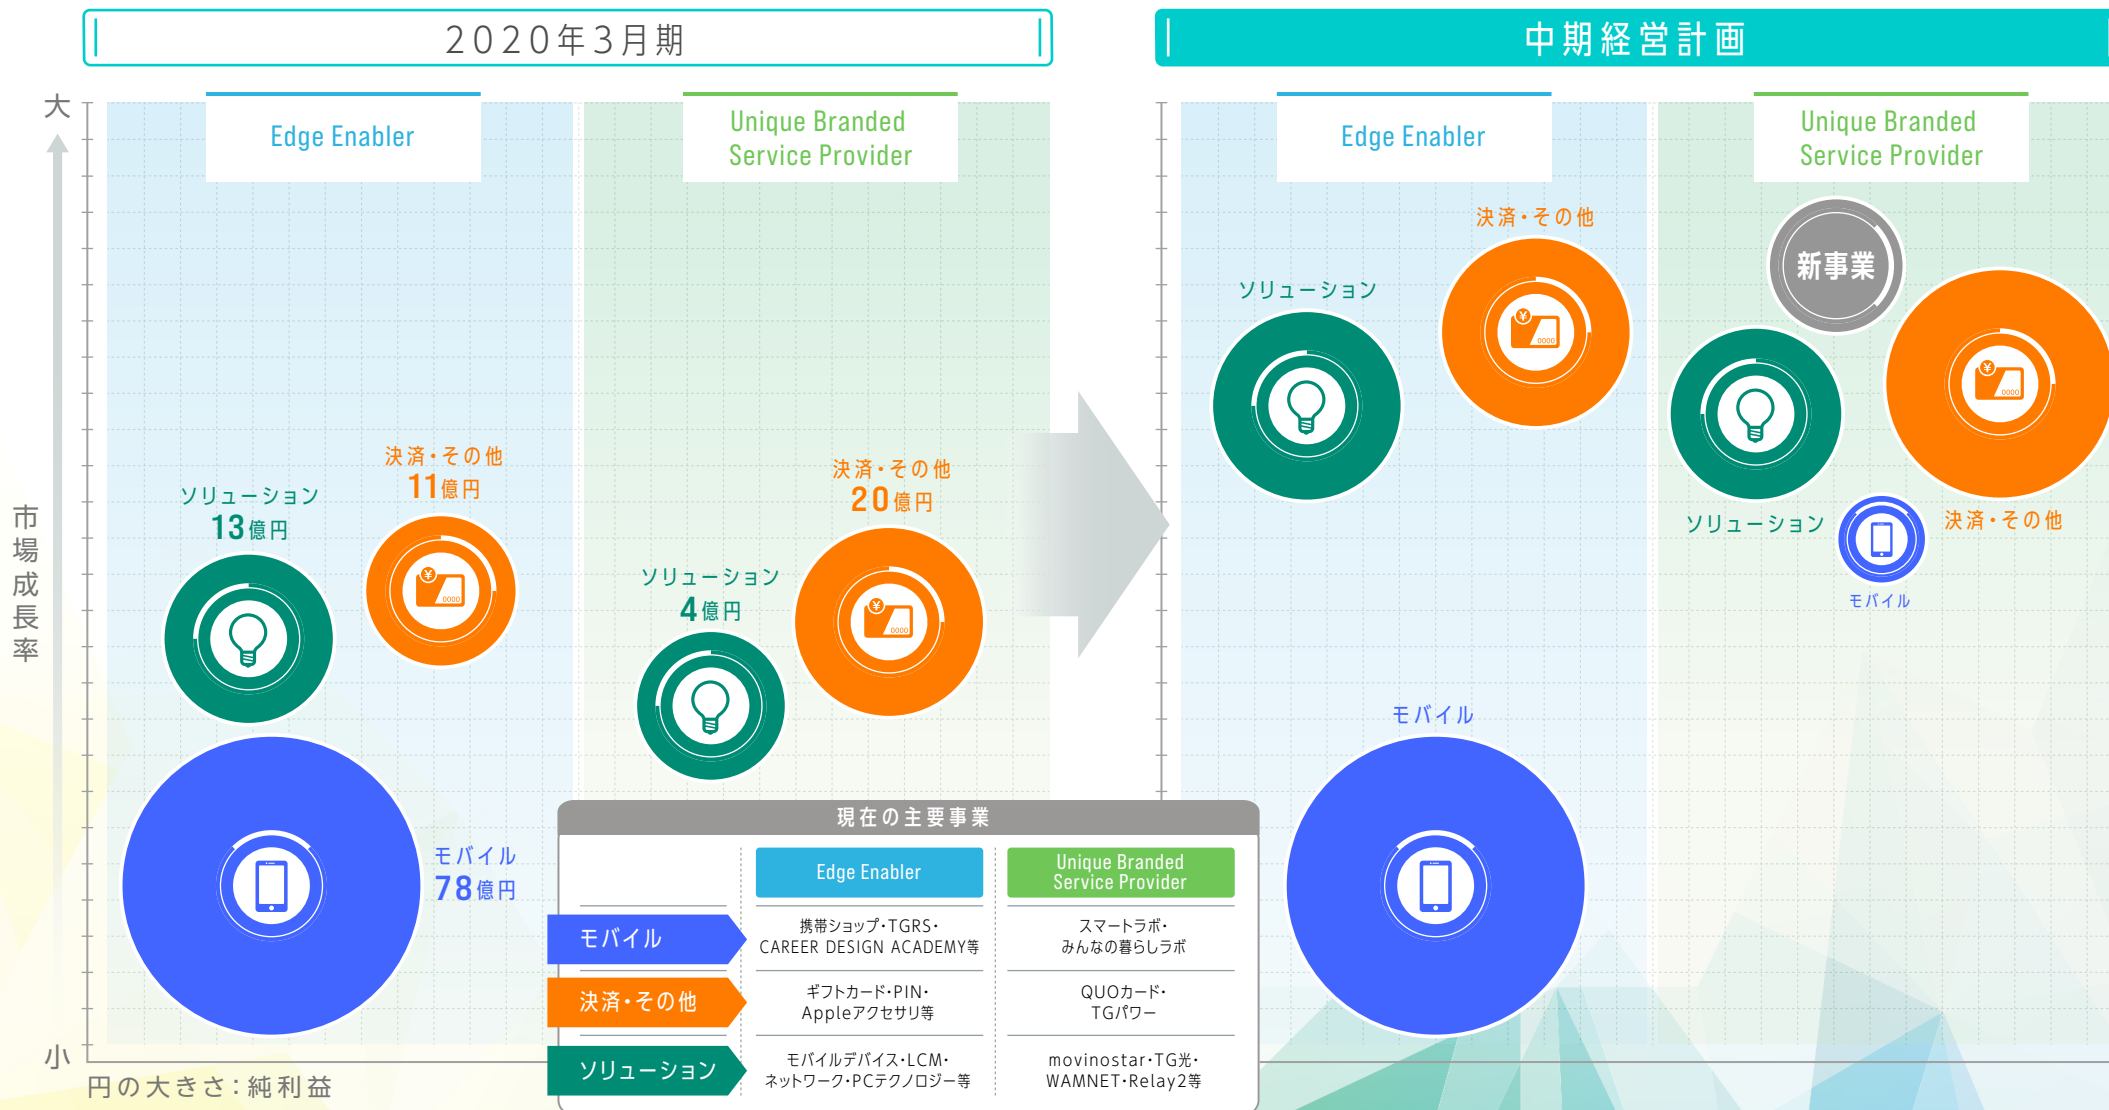 2020年3月期
中期経営計画
大
市場成長率
小
円の大きさ：純利益
Edge Enabler
Unique Branded
Service Provider
ソリューション
13億円
決済・その他
11億円
モバイル
78億円
ソリューション
4億円
決済・その他
20億円
Edge Enabler
Unique Branded
Service Provider
ソリューション
決済・その他
モバイル
新事業
ソリューション
決済・その他
モバイル
¥
0000
¥
0000
¥
0000
¥
0000
現在の主要事業
Edge Enabler
Unique Branded
Service Provider
モバイル
携帯ショップ・TGRS・
CAREER DESIGN ACADEMY等
スマートラボ・
みんなの暮らしラボ
決済・その他
ギフトカード・PIN・
Appleアクセサリ等
QUOカード・
TGパワー
ソリューション
モバイルデバイス・LCM・
ネットワーク・PCテクノロジー等
movinostar・TG光・
WAMNET・Relay2等